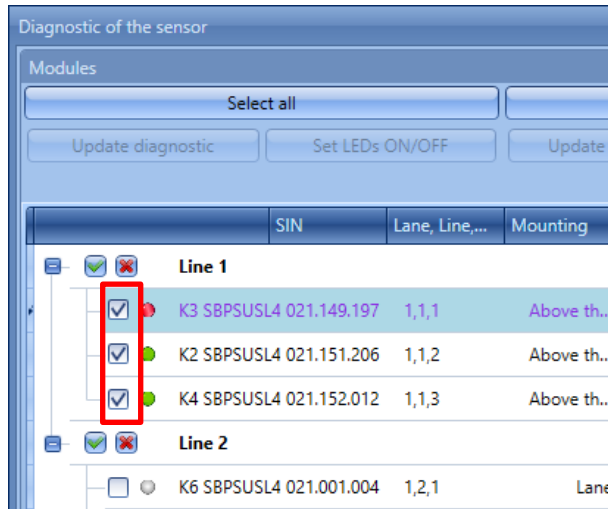 Diagnostic of the sensor
Modules
Select all
Update diagnostic Set LEDs ON/OFF Update
SIN Lane, Line,... Mounting
Line 1
K3 SBPSUSL4 021.149.197 1,1,1 Above th..
K2 SBPSUSL4 021.151.206 1,1,2 Above th..
K4 SBPSUSL4 021.152.012 1,1,3 Above th..
Line 2
K6 SBPSUSL4 021.001.004 1,2,1 Lane